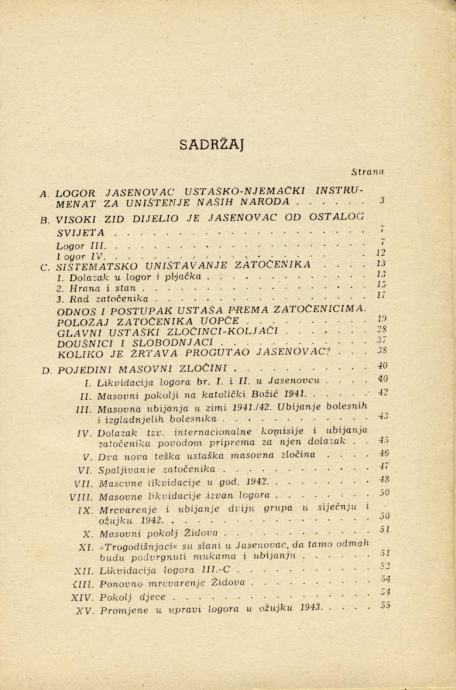 SADRŽAJ
Strana
A. LOGOR JASENOVAC USTAŠKO-NJEMAČKI INSTRU-
MENAT ZA UNIŠTENJE NAŠIH NARODA . . . . . . 3
B. VISOKI ZID DIJELIO JE JASENOVAC OD OSTALOG
SVIJETA . . . . . . . . . . . . . . . . . 7
Logor III. . . . . . . . . . . . . . . . . 7
Logor IV. . . . . . . . . . . . . . . . . 12
C. SISTEMATSKO UNIŠTAVANJE ZATOČENIKA . . . . 13
1. Dolazak u logor i pljačka . . . . . . . . . . . 13
2. Hrana i stan . . . . . . . . . . . . . . . 15
3. Rad zatočenika . . . . . . . . . . . . . . 17
ODNOS I POSTUPAK USTAŠA PREMA ZATOČENICIMA.
POLOŽAJ ZATOČENIKA UOPĆE . . . . . . . . 19
GLAVNI USTAŠKI ZLOČINCI-KOLJAČI . . . . . . 28
DOUŠNICI I SLOBODNJACI . . . . . . . . . 37
KOLIKO JE ŽRTAVA PROGUTAO JASENOVAC? . . . 38
D. POJEDINI MASOVNI ZLOČINI . . . . . . . . . 40
I. Likvidacija logora br. I. i II. u Jasenovcu . . . . 40
II. Masovni pokolji na katolički Božić 1941. . . . . . 42
III. Masovna ubijanja u zimi 1941./42. Ubijanje bolesnih
i izgladnjelih bolesnika . . . . . . . . . . . 43
IV. Dolazak tzv. internacionalne komisije i ubijanja
zatočenika povodom priprema za njen dolazak . . . 45
V. Dva nova teška ustaška masovna zločina . . . . . 46
VI. Spaljivanje zatočenika . . . . . . . . . . . 47
VII. Masovne likvidacije u god. 1942. . . . . . . . . 48
VIII. Masovne likvidacije izvan logora . . . . . . . . 50
IX. Mrcvarenje i ubijanje dviju grupa u siječnju i
ožujku 1942. . . . . . . . . . . . . . . . 50
X. Masovni pokolj Židova . . . . . . . . . . . 51
XI. »Trogodišnjaci« su slani u Jasenovac, da tamo odmah
budu podvrgnuti mukama i ubijanju . . . . . . . 51
XII. Likvidacija logora III.-C . . . . . . . . . . 52
CIII. Ponovno mrcvarenje Židova . . . . . . . . . 54
XIV. Pokolj djece . . . . . . . . . . . . . . . 54
XV. Promjene u upravi logora u ožujku 1943. . . . . . 55